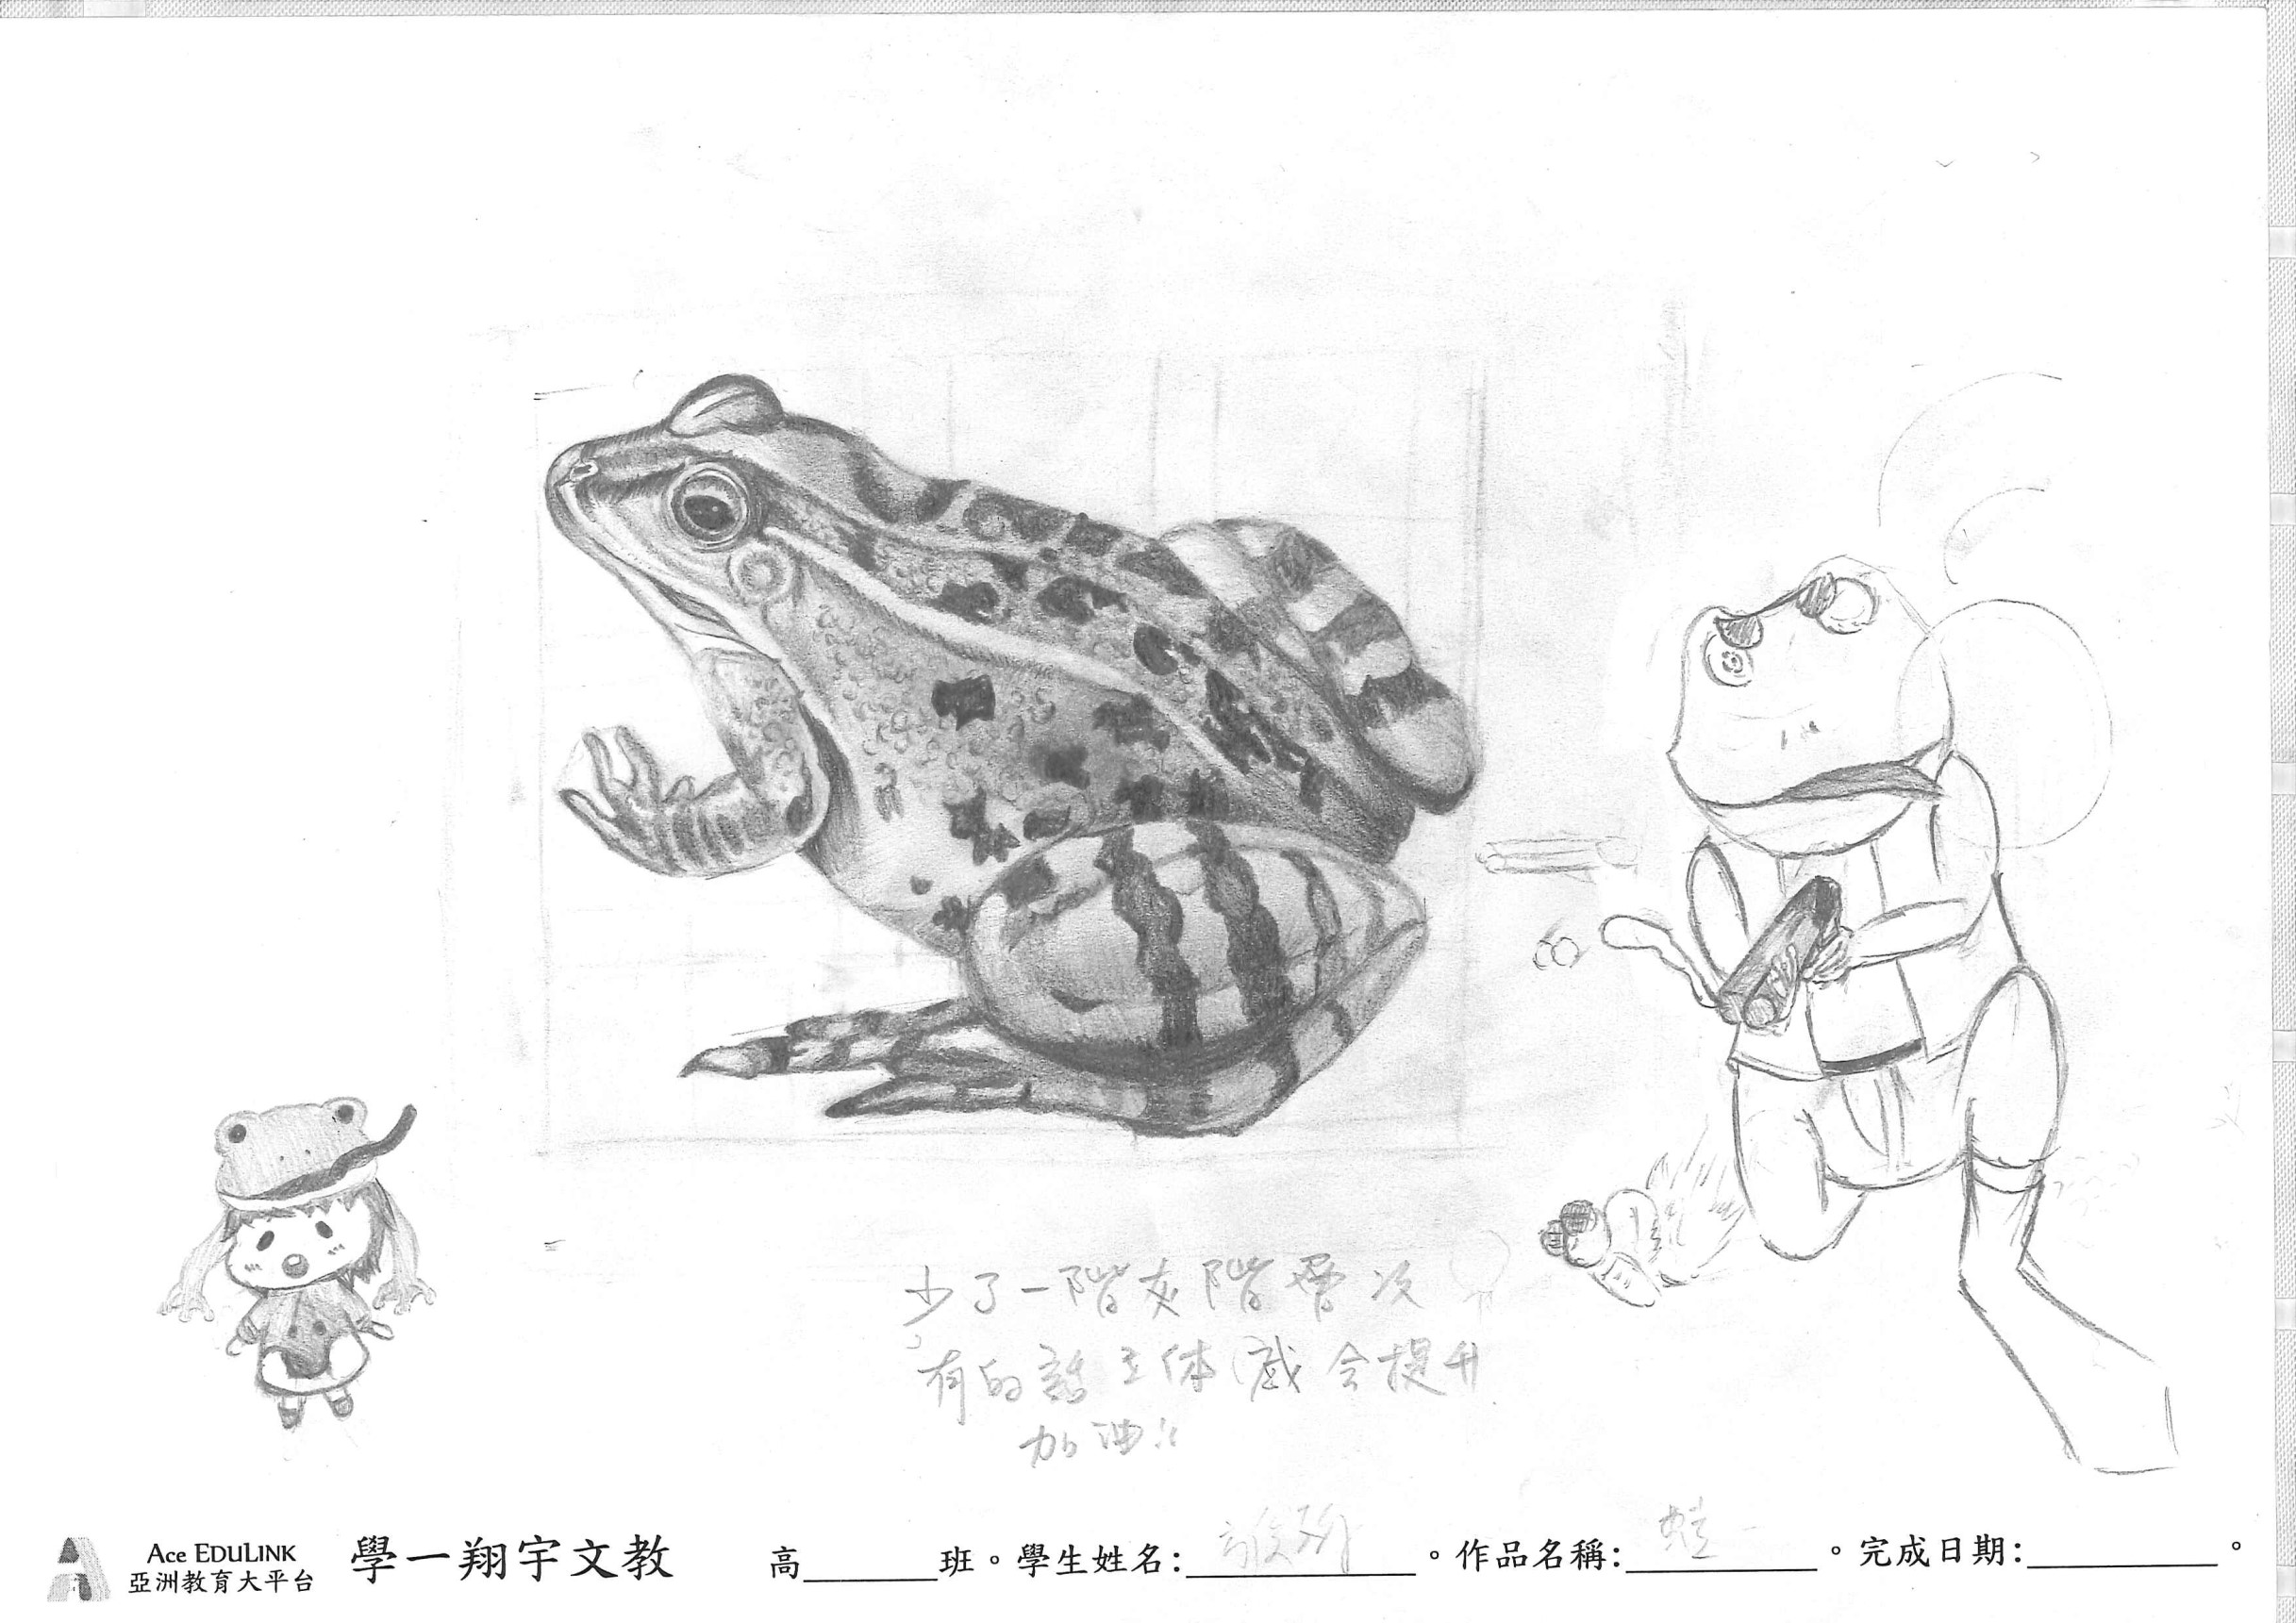 少了一階灰階層次
有的話立体感会提升
加油!!
ACE EDULINK
亞洲教育大平台
學一翔宇文教
高______班。學生姓名:____________。作品名稱:蛙。完成日期:__________。